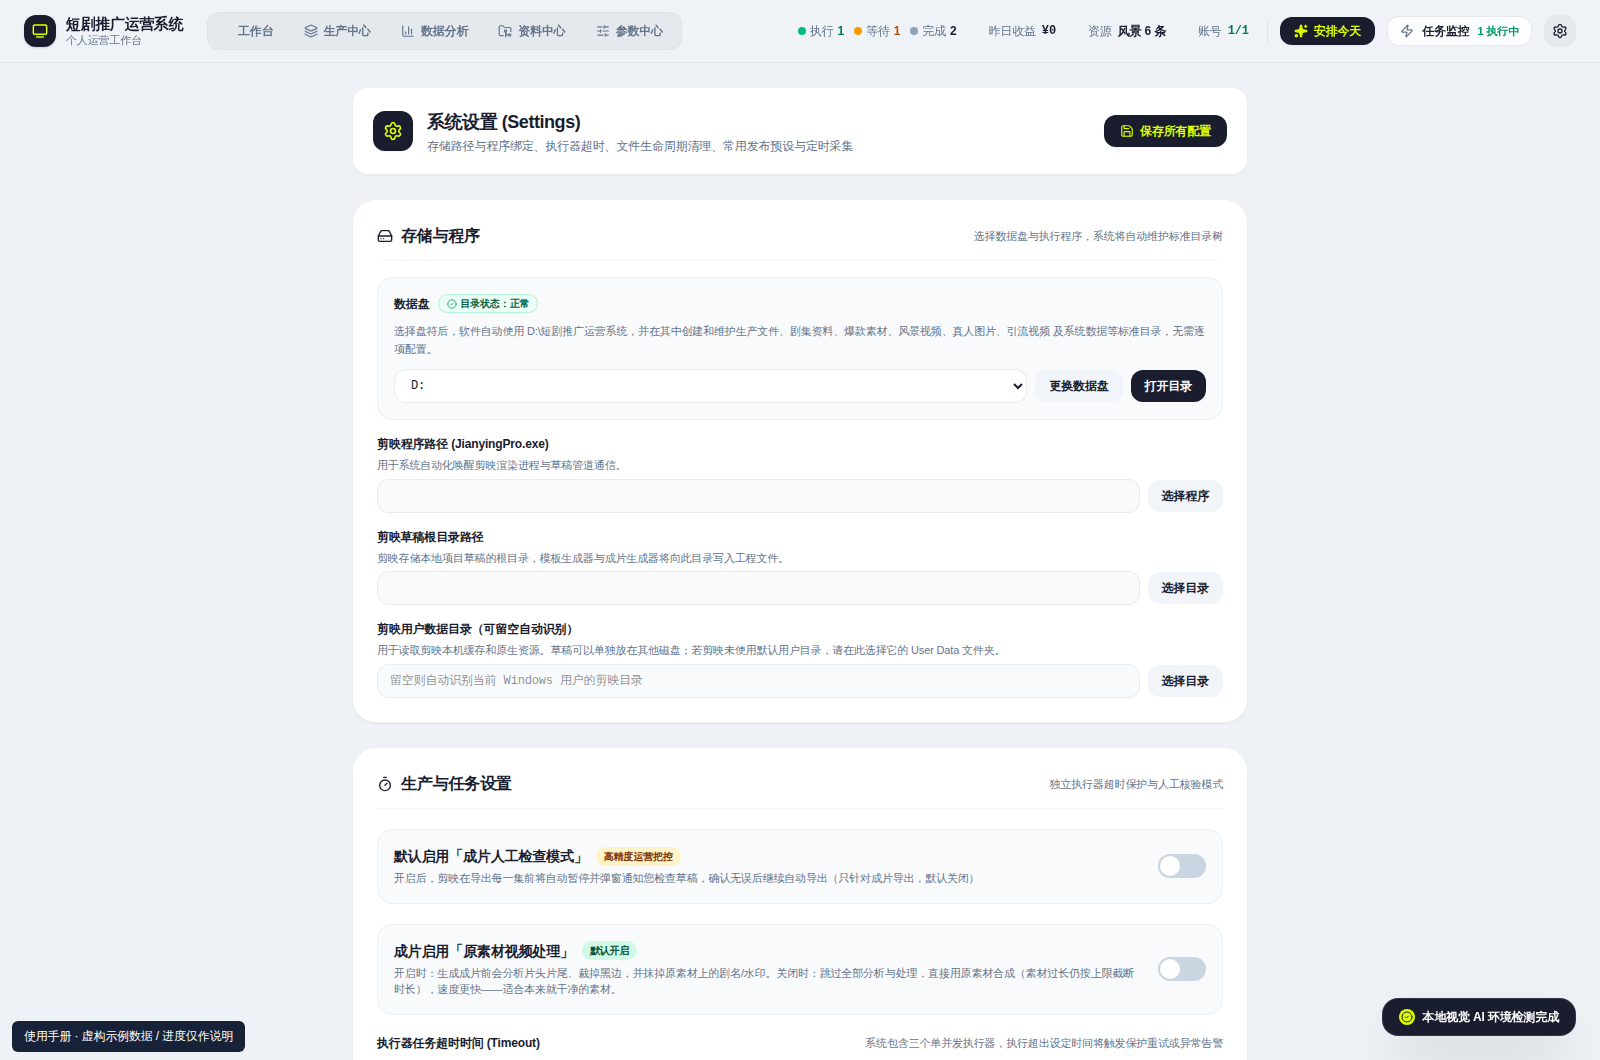 短剧推广运营系统
个人运营工作台
工作台 生产中心 数据分析 资料中心 参数中心
执行 1 等待 1 完成 2 昨日收益 ¥0 资源 风景 6 条 账号 1/1
安排今天
任务监控 1 执行中
系统设置 (Settings)
存储路径与程序绑定、执行器超时、文件生命周期清理、常用发布预设与定时采集
保存所有配置
存储与程序
选择数据盘与执行程序，系统将自动维护标准目录树
数据盘 目录状态：正常
选择盘符后，软件自动使用 D:\短剧推广运营系统，并在其中创建和维护生产文件、剧集资料、爆款素材、风景视频、真人图片、引流视频 及系统数据等标准目录，无需逐
项配置。
D:
更换数据盘
打开目录
剪映程序路径 (JianyingPro.exe)
用于系统自动化唤醒剪映渲染进程与草稿管道通信。
选择程序
剪映草稿根目录路径
剪映存储本地项目草稿的根目录，模板生成器与成片生成器将向此目录写入工程文件。
选择目录
剪映用户数据目录（可留空自动识别）
用于读取剪映本机缓存和原生资源。草稿可以单独放在其他磁盘；若剪映未使用默认用户目录，请在此选择它的 User Data 文件夹。
留空则自动识别当前 Windows 用户的剪映目录
选择目录
生产与任务设置
独立执行器超时保护与人工核验模式
默认启用「成片人工检查模式」 高精度运营把控
开启后，剪映在导出每一集前将自动暂停并弹窗通知您检查草稿，确认无误后继续自动导出（只针对成片导出，默认关闭）
成片启用「原素材视频处理」 默认开启
开启时：生成成片前会分析片头片尾、裁掉黑边，并抹掉原素材上的剧名/水印。关闭时：跳过全部分析与处理，直接用原素材合成（素材过长仍按上限截断
时长），速度更快——适合本来就干净的素材。
执行器任务超时时间 (Timeout)
系统包含三个单并发执行器，执行超出设定时间将触发保护重试或异常告警
使用手册 · 虚构示例数据 / 进度仅作说明
本地视觉 AI 环境检测完成